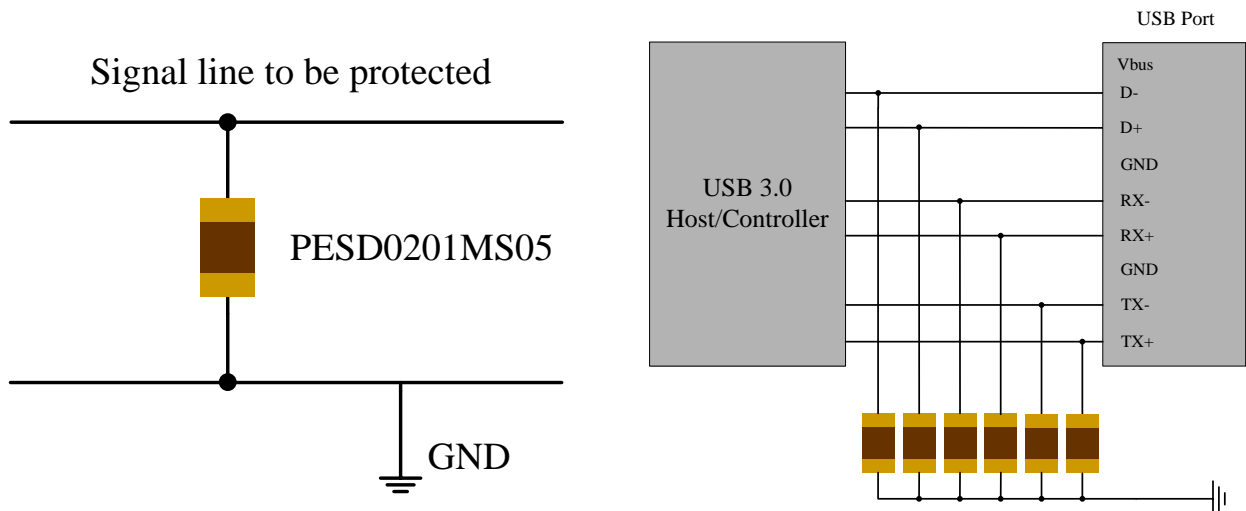 Signal line to be protected
PESD0201MS05
GND
USB Port
USB 3.0
Host/Controller
Vbus
D-
D+
GND
RX-
RX+
GND
TX-
TX+